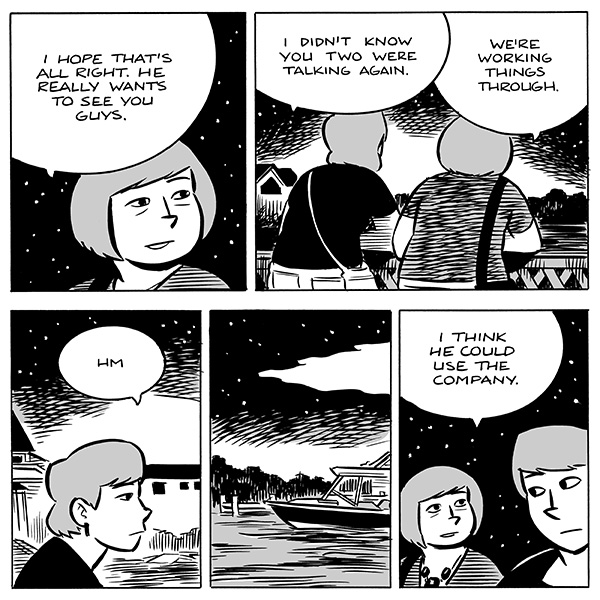 I HOPE THAT'S
ALL RIGHT. HE
REALLY WANTS
TO SEE YOU
GUYS.
I DIDN'T KNOW
YOU TWO WERE
TALKING AGAIN.
WE'RE
WORKING
THINGS
THROUGH.
HM
I THINK
HE COULD
USE THE
COMPANY.